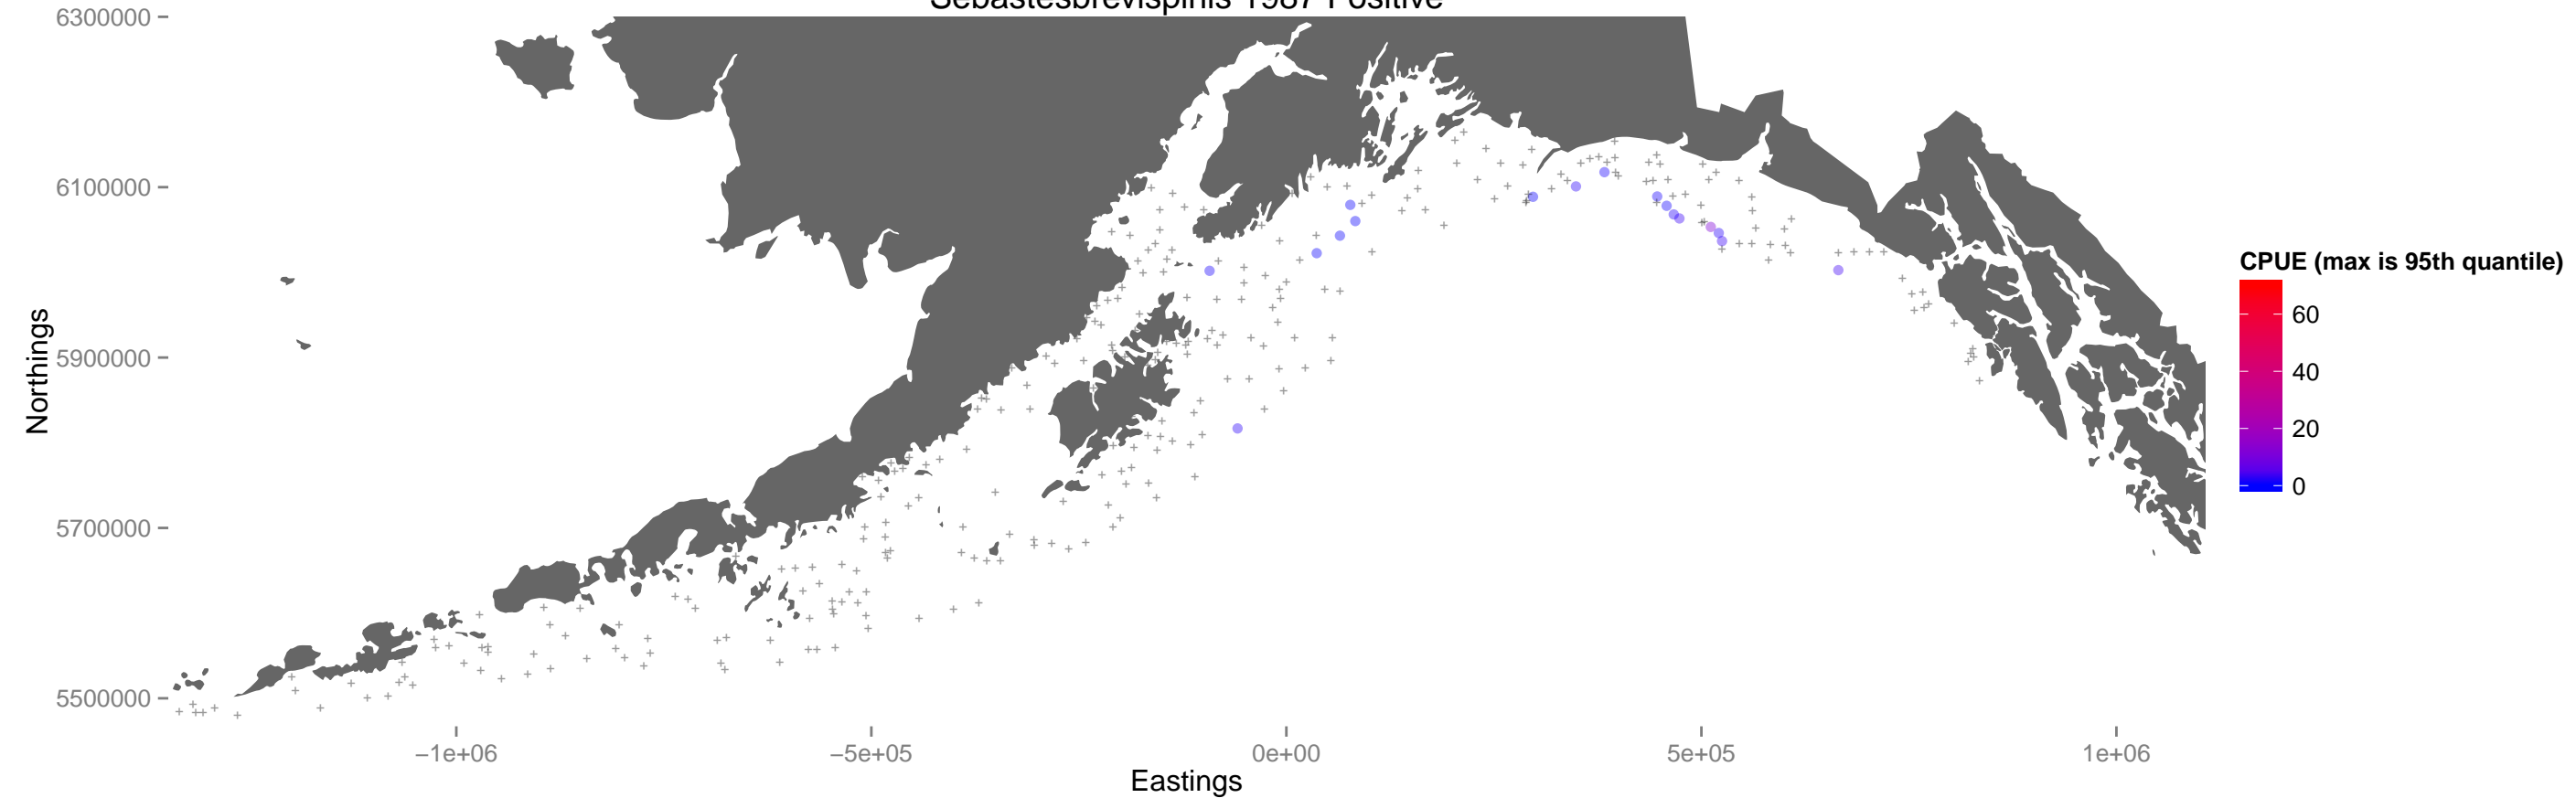 Sebastesbrevispinis 1987 Positive
6300000
6100000
5900000
5700000
5500000
Northings
−1e+06
−5e+05
0e+00
5e+05
1e+06
Eastings
CPUE (max is 95th quantile)
60
40
20
0